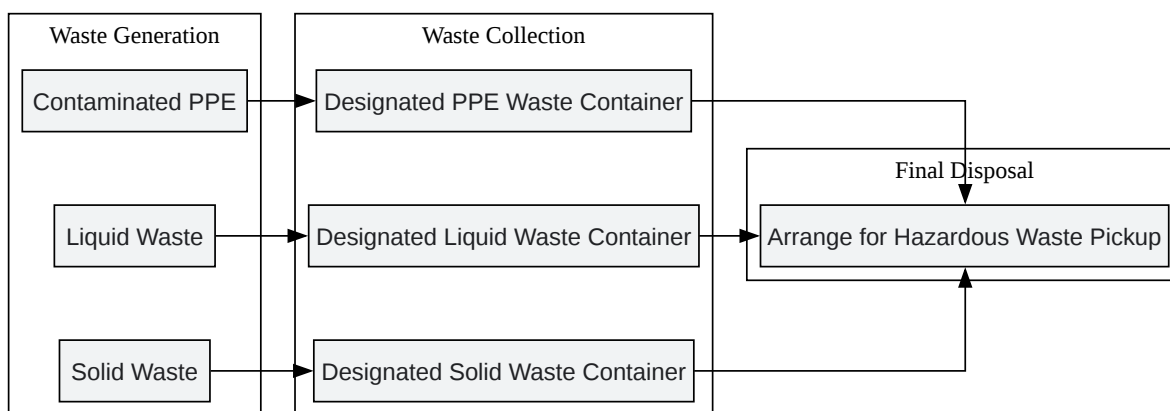 Waste Generation
Waste Collection
Contaminated PPE
Designated PPE Waste Container
Final Disposal
Liquid Waste
Designated Liquid Waste Container
Arrange for Hazardous Waste Pickup
Solid Waste
Designated Solid Waste Container